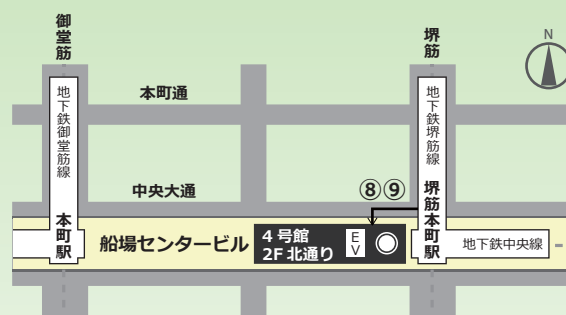 御堂筋
堺筋
N
本町通
地下鉄御堂筋線
地下鉄堺筋線
中央大通
⑧⑨
本町駅
船場センタービル
4号館
2F北通り
EV
堺筋本町駅
地下鉄中央線